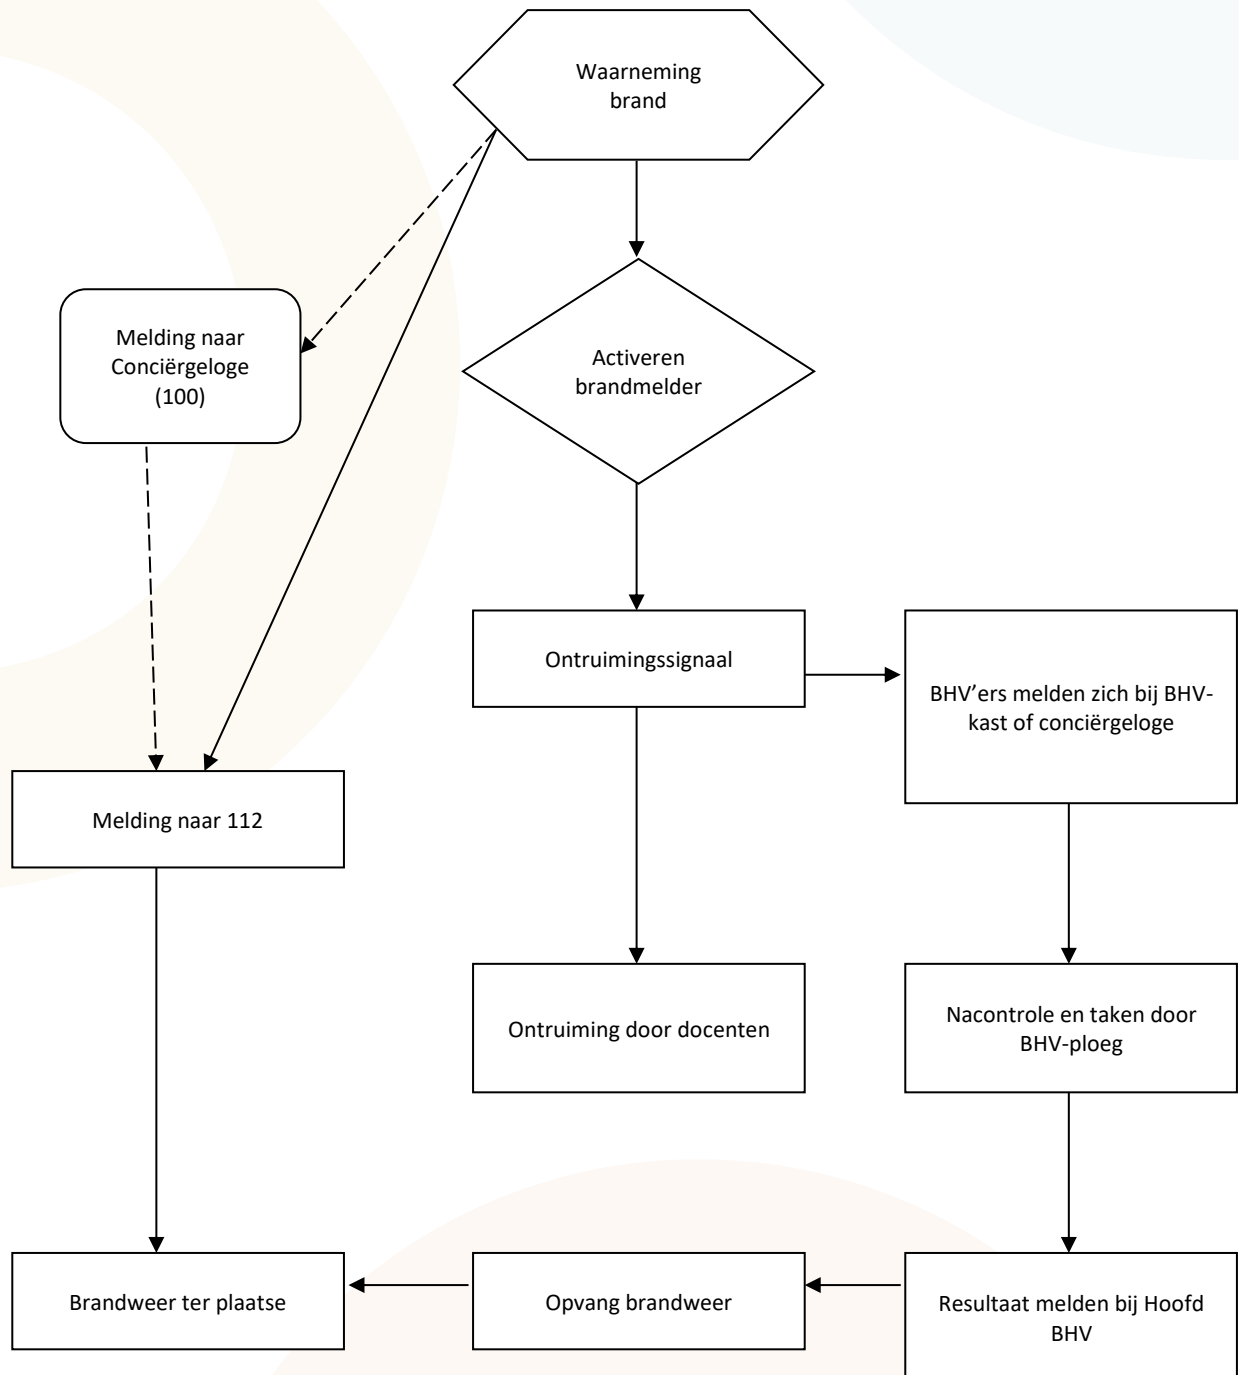 Waarneming
brand
Melding naar
Conciërgeloge
(100)
Activeren
brandmelder
Ontruimingssignaal
BHV’ers melden zich bij BHV-
kast of conciërgeloge
Melding naar 112
Ontruiming door docenten
Nacontrole en taken door
BHV-ploeg
Brandweer ter plaatse
Opvang brandweer
Resultaat melden bij Hoofd
BHV